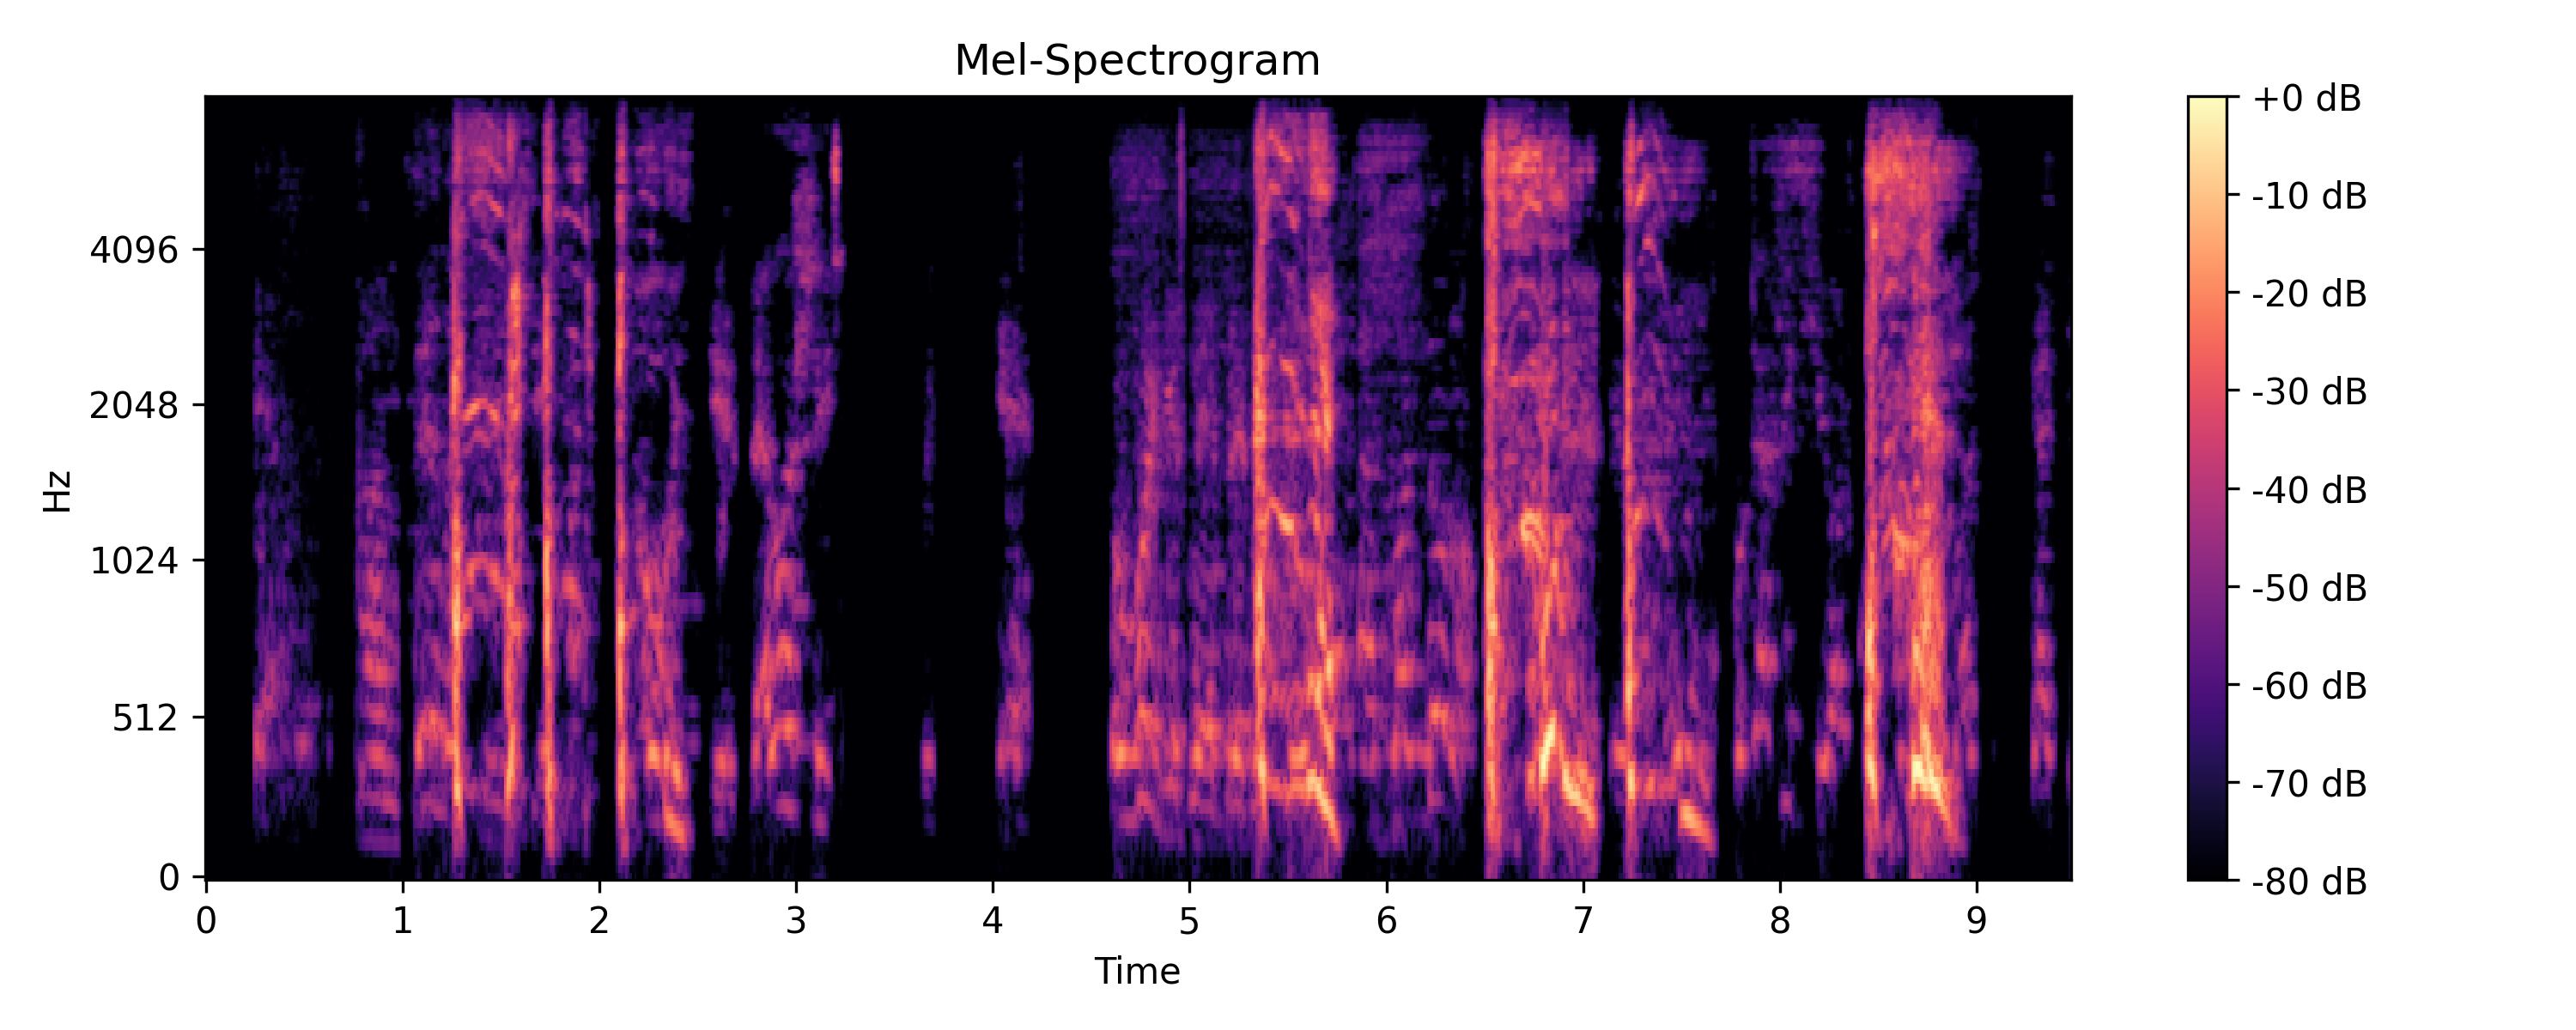 Mel-Spectrogram
+0 dB
-10 dB
-20 dB
-30 dB
-40 dB
-50 dB
-60 dB
-70 dB
-80 dB
Hz
4096
2048
1024
512
0
0 1 2 3 4 5 6 7 8 9
Time